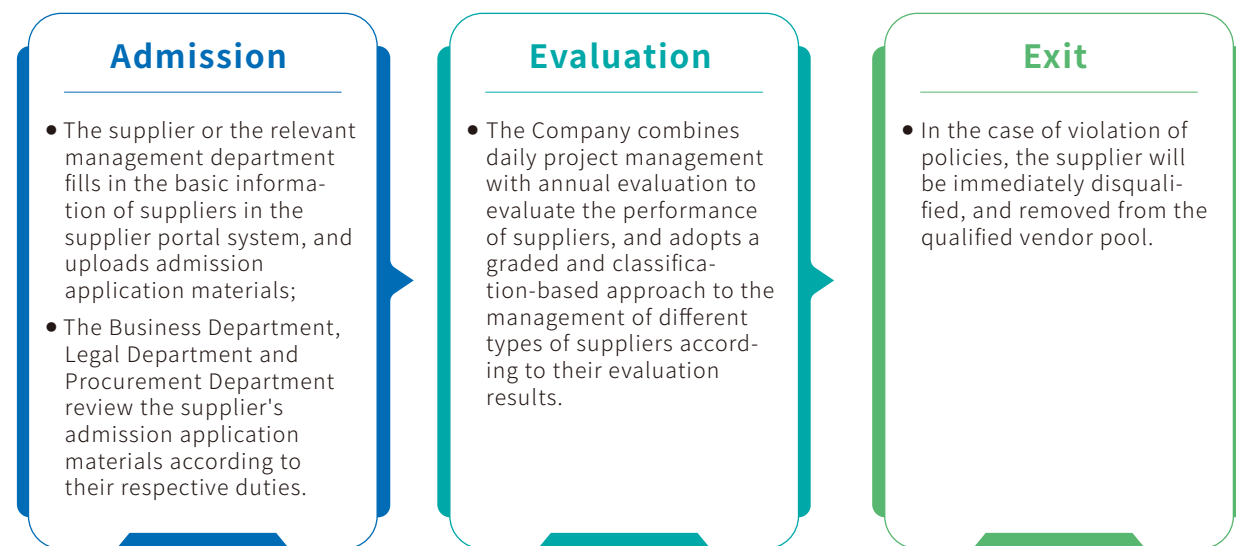 Admission
● The supplier or the relevant
management department
fills in the basic informa-
tion of suppliers in the
supplier portal system, and
uploads admission
application materials;
● The Business Department,
Legal Department and
Procurement Department
review the supplier's
admission application
materials according to
their respective duties.
Evaluation
● The Company combines
daily project management
with annual evaluation to
evaluate the performance
of suppliers, and adopts a
graded and classifica-
tion-based approach to the
management of different
types of suppliers accord-
ing to their evaluation
results.
Exit
● In the case of violation of
policies, the supplier will
be immediately disquali-
fied, and removed from the
qualified vendor pool.